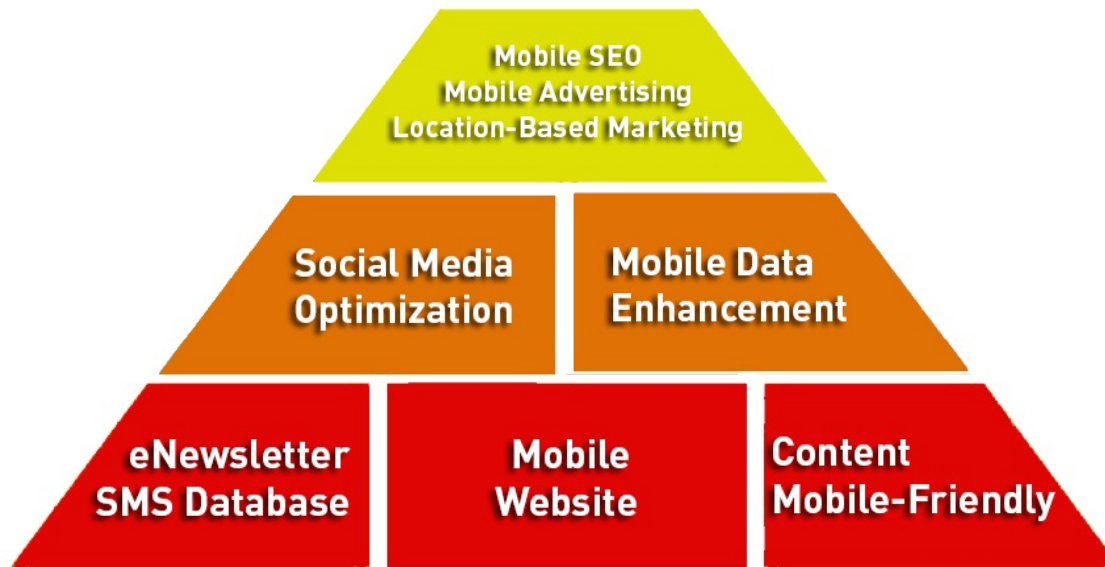 Mobile SEO
Mobile Advertising
Location-Based Marketing
Social Media
Optimization
Mobile Data
Enhancement
eNewsletter
SMS Database
Mobile
Website
Content
Mobile-Friendly